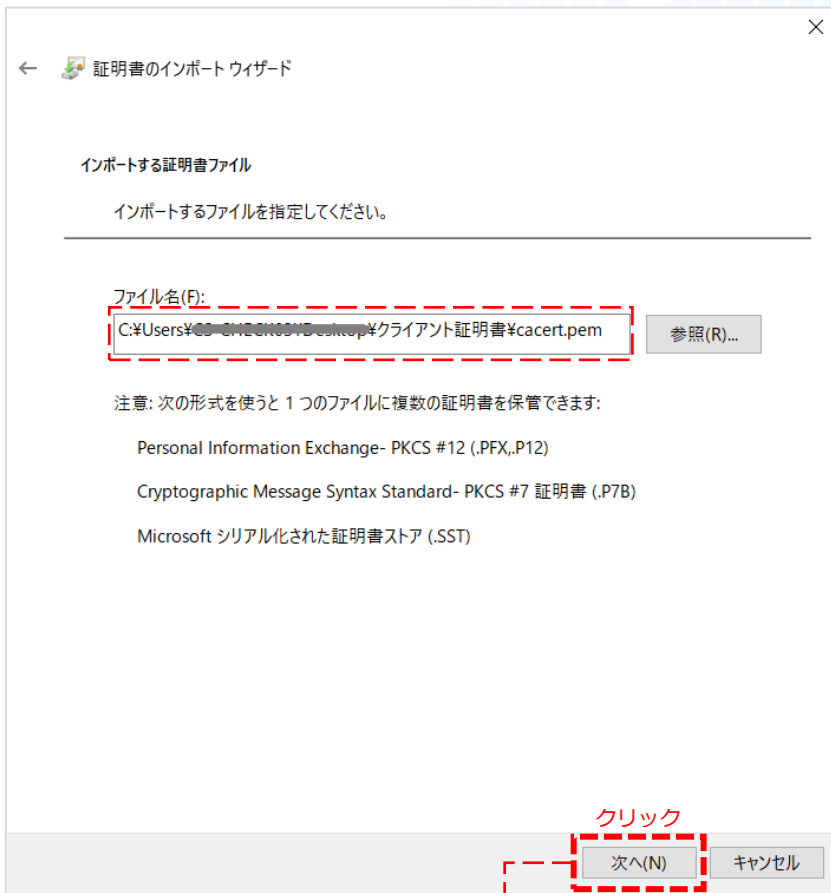 証明書のインポート ウィザード
インポートする証明書ファイル
インポートするファイルを指定してください。
ファイル名(F):
C:¥Users¥ ¥クライアント証明書¥cacert.pem
参照(R)...
注意: 次の形式を使うと 1 つのファイルに複数の証明書を保管できます:
Personal Information Exchange- PKCS #12 (.PFX,.P12)
Cryptographic Message Syntax Standard- PKCS #7 証明書 (.P7B)
Microsoft シリアル化された証明書ストア (.SST)
クリック
次へ(N)
キャンセル